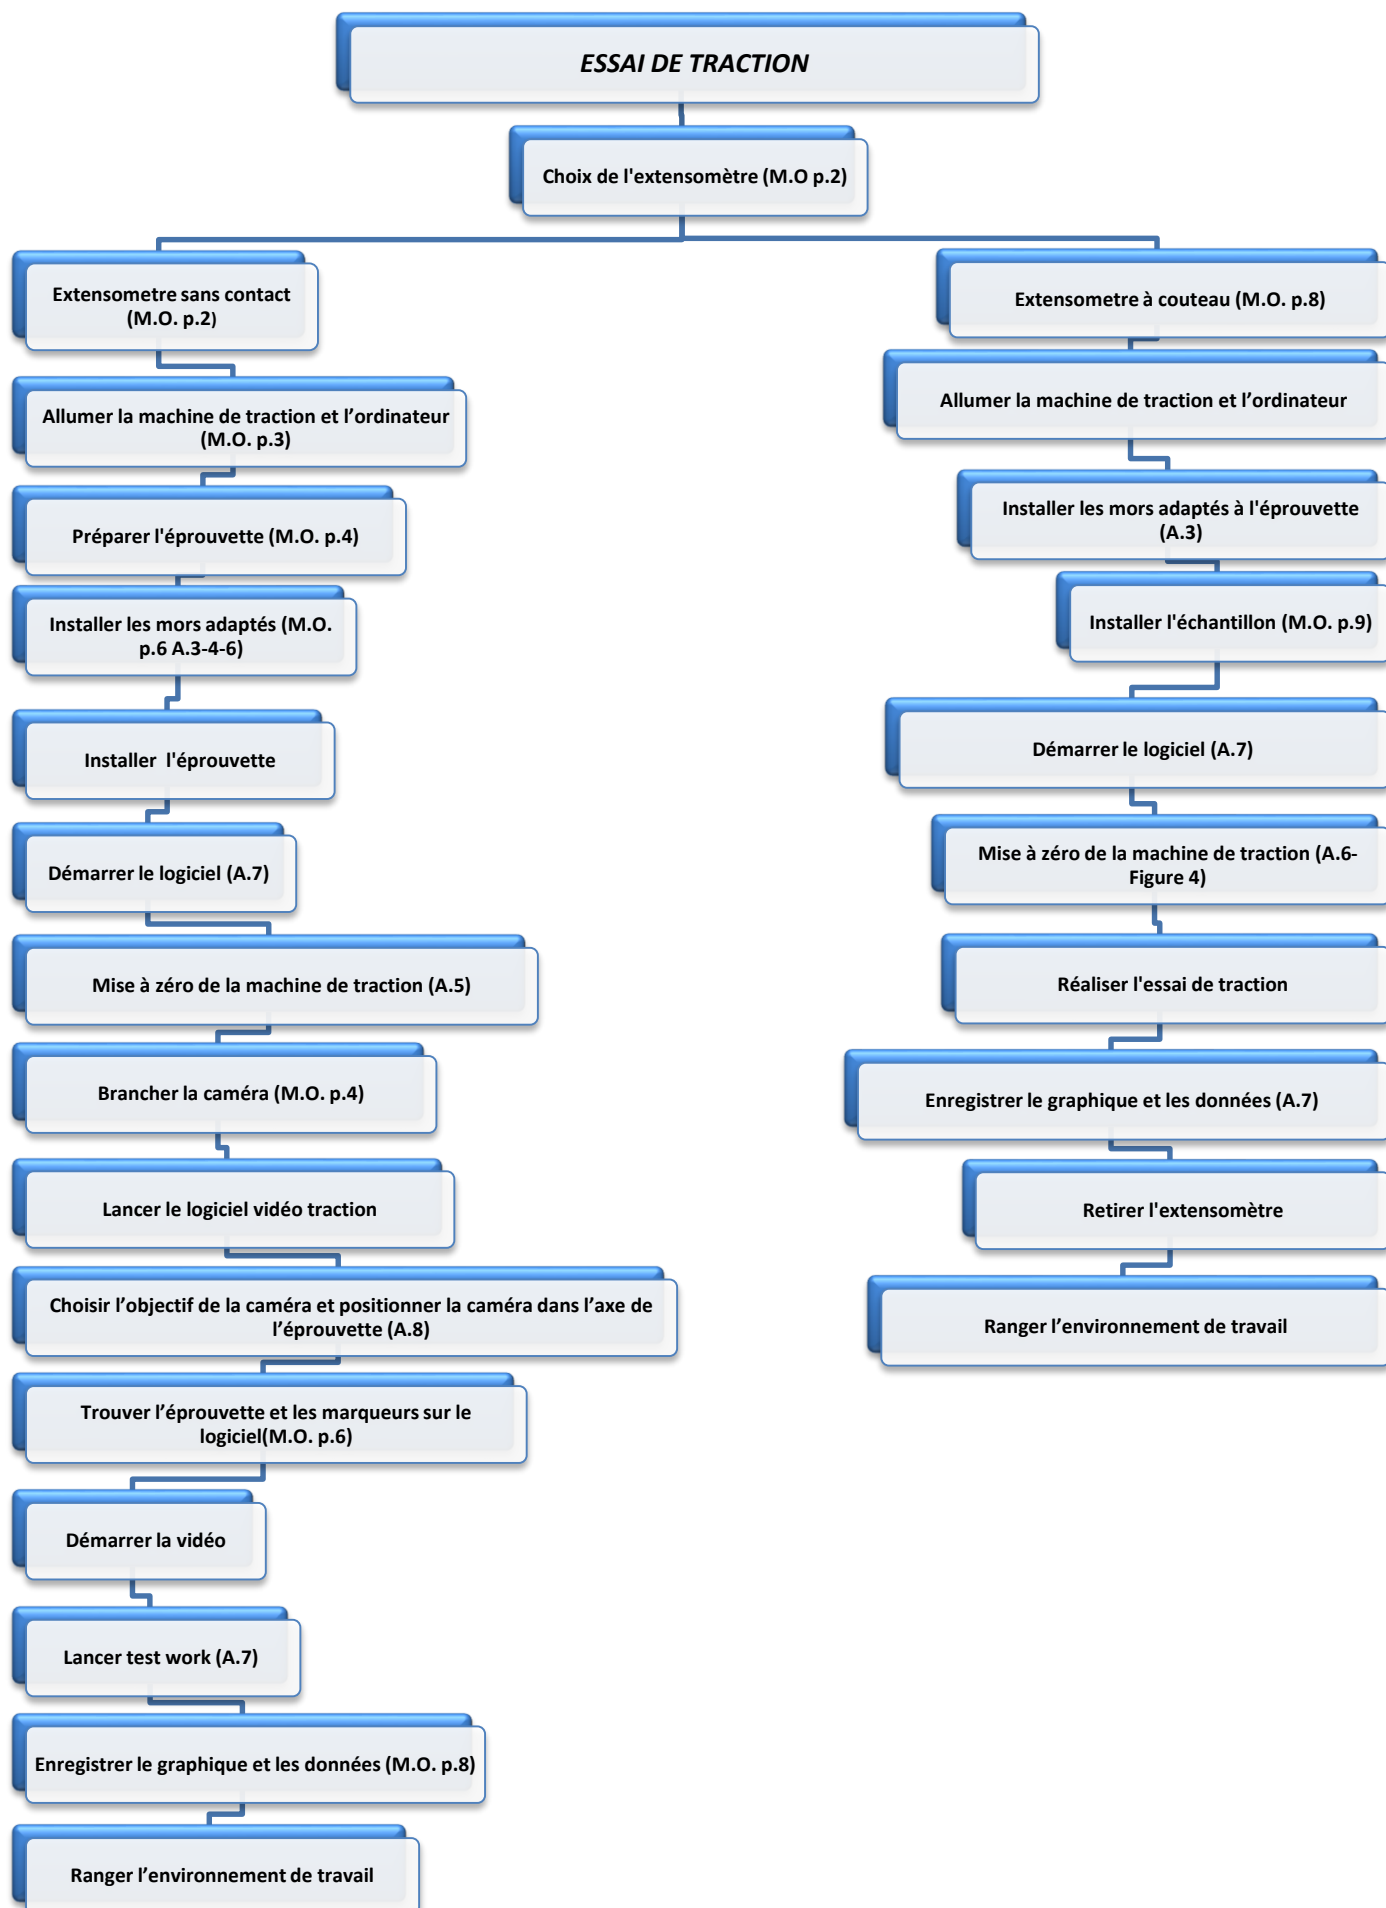 ESSAI DE TRACTION
Choix de l'extensomètre (M.O p.2)
Extensometre sans contact
(M.O. p.2)
Allumer la machine de traction et l’ordinateur
(M.O. p.3)
Préparer l'éprouvette (M.O. p.4)
Installer les mors adaptés (M.O.
p.6 A.3-4-6)
Installer l'éprouvette
Démarrer le logiciel (A.7)
Mise à zéro de la machine de traction (A.5)
Brancher la caméra (M.O. p.4)
Lancer le logiciel vidéo traction
Choisir l’objectif de la caméra et positionner la caméra dans l’axe de
l’éprouvette (A.8)
Trouver l’éprouvette et les marqueurs sur le
logiciel(M.O. p.6)
Démarrer la vidéo
Lancer test work (A.7)
Enregistrer le graphique et les données (M.O. p.8)
Ranger l’environnement de travail
Extensometre à couteau (M.O. p.8)
Allumer la machine de traction et l’ordinateur
Installer les mors adaptés à l'éprouvette
(A.3)
Installer l'échantillon (M.O. p.9)
Démarrer le logiciel (A.7)
Mise à zéro de la machine de traction (A.6-
Figure 4)
Réaliser l'essai de traction
Enregistrer le graphique et les données (A.7)
Retirer l'extensomètre
Ranger l’environnement de travail